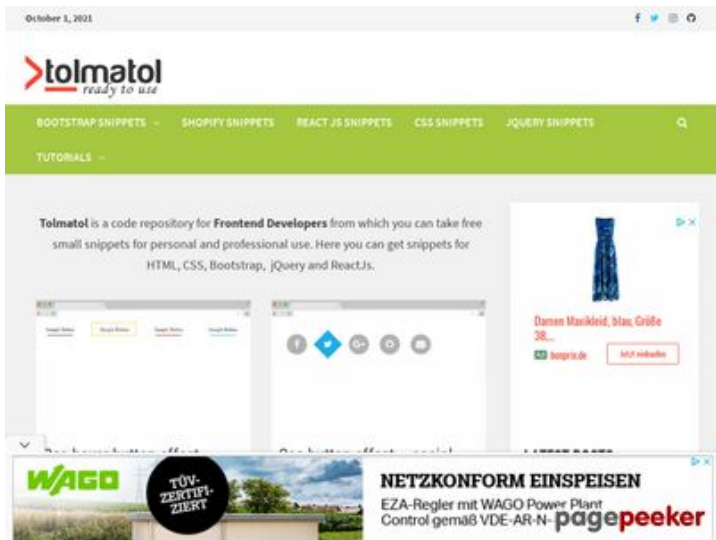 October 1, 2021
>tolmatol
ready to use
BOOTSTRAP SNIPPETS
SHOPIFY SNIPPETS
REACT JS SNIPPETS
CSS SNIPPETS
JQUERY SNIPPETS
TUTORIALS
Tolmatol is a code repository for Frontend Developers from which you can take free
small snippets for personal and professional use. Here you can get snippets for
HTML, CSS, Bootstrap, jQuery and ReactJs.
Damen Maxikleid, blau, Größe
38,...
Ad bonprix.de
Jetzt einkaufen
LATEST POSTS
WAGO
TÜV-
ZERTIFI-
ZIERT
NETZKONFORM EINSPEISEN
EZA-Regler mit WAGO Power Plant
Control gemäß VDE-AR-N-
pagepeeker